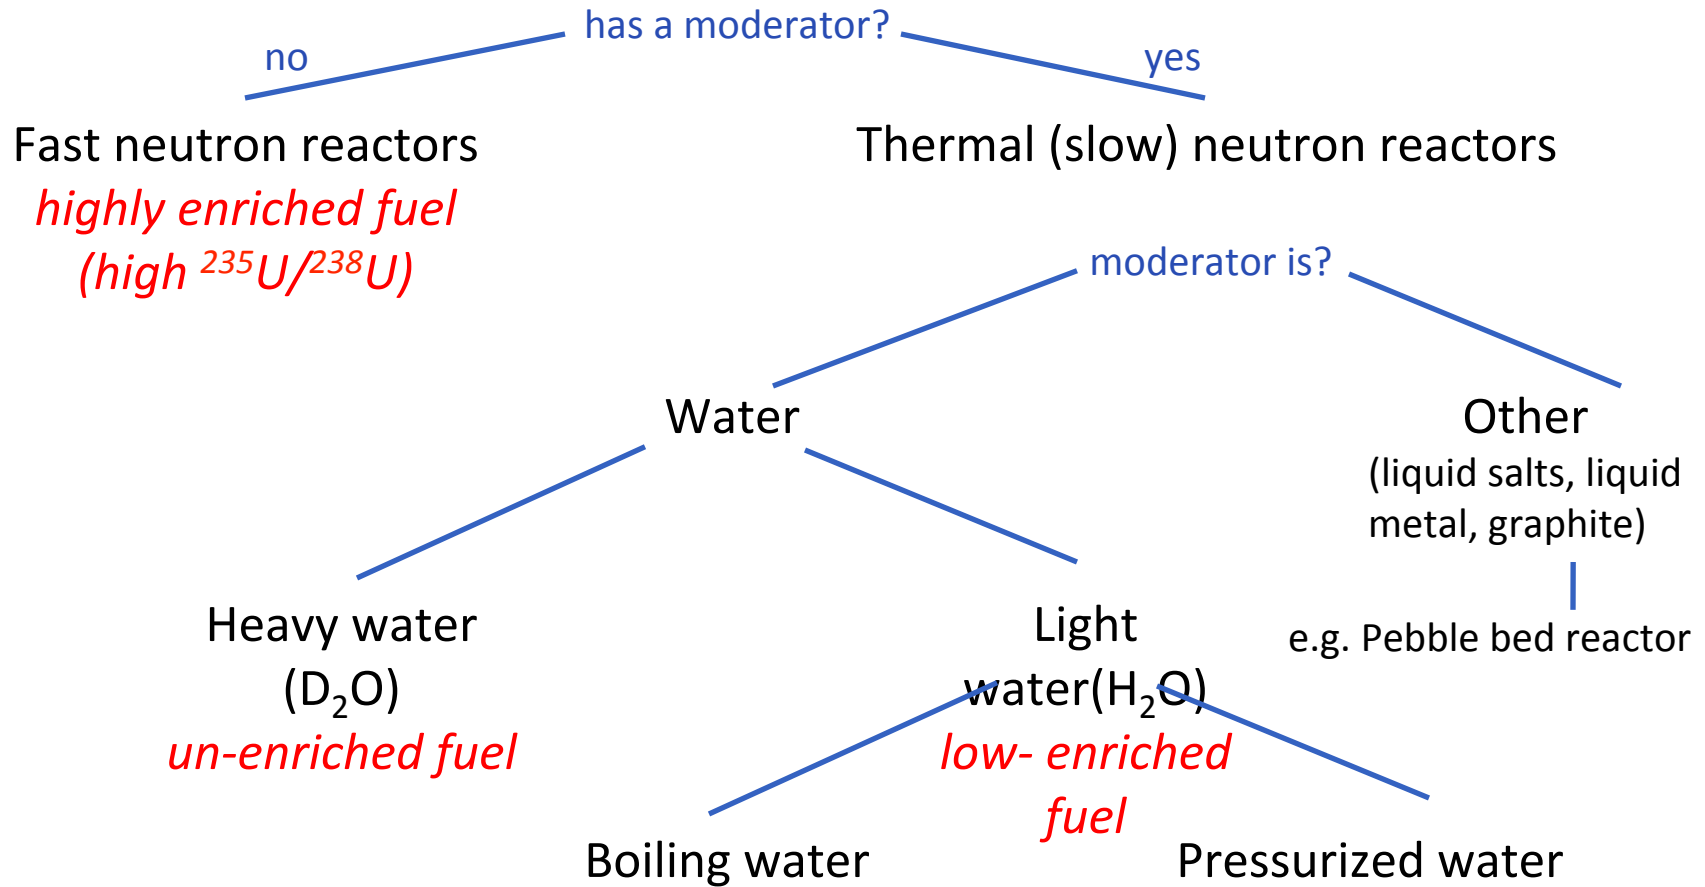 has a moderator?
no
yes
Fast neutron reactors
highly enriched fuel
(high ²³⁵U/²³⁸U)
Thermal (slow) neutron reactors
moderator is?
Water
Other
(liquid salts, liquid
metal, graphite)
e.g. Pebble bed reactor
Heavy water
(D₂O)
un-enriched fuel
Light
water(H₂O)
low- enriched
fuel
Boiling water
Pressurized water